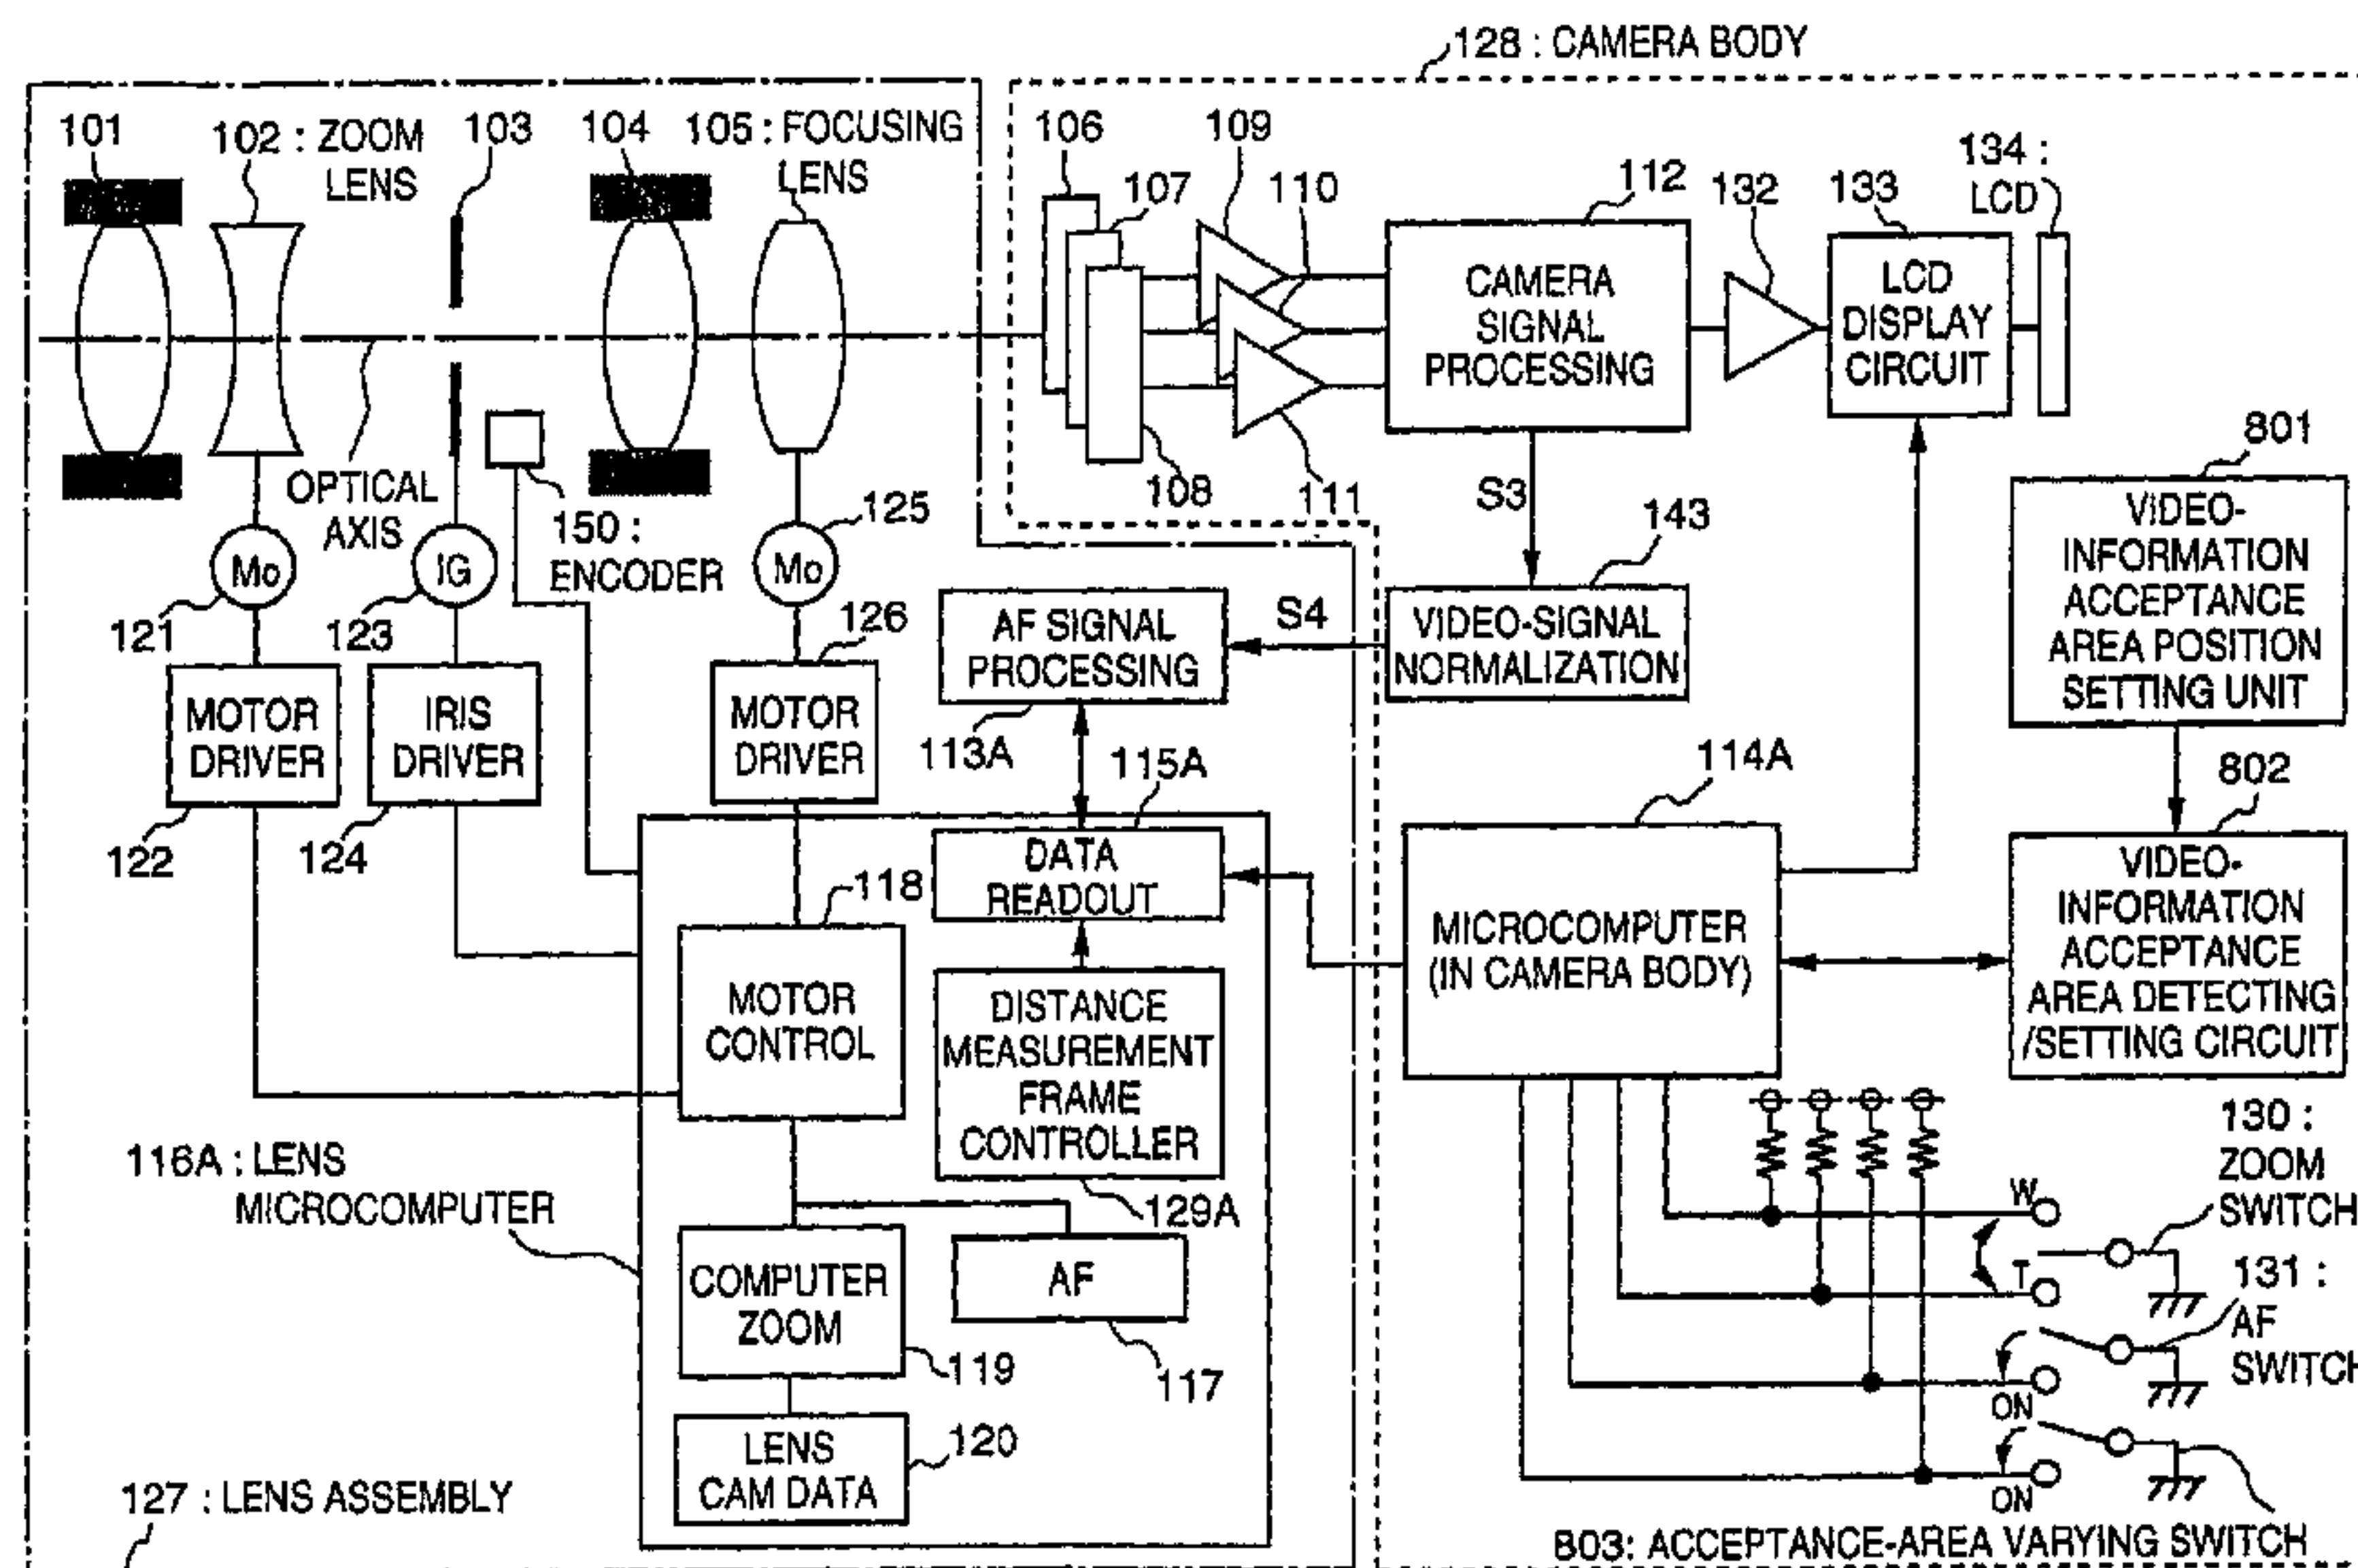 128 : CAMERA BODY
101
102 : ZOOM
LENS
103
104
105 : FOCUSING
LENS
106
107
109
110
112
132
133
134 :
LCD
CAMERA
SIGNAL
PROCESSING
LCD
DISPLAY
CIRCUIT
108
111
OPTICAL
AXIS
150 :
ENCODER
125
S3
143
801
VIDEO-
INFORMATION
ACCEPTANCE
AREA POSITION
SETTING UNIT
Mo
IG
Mo
121
123
126
AF SIGNAL
PROCESSING
S4
VIDEO-SIGNAL
NORMALIZATION
MOTOR
DRIVER
IRIS
DRIVER
MOTOR
DRIVER
113A
115A
114A
802
122
124
118
DATA
READOUT
MICROCOMPUTER
(IN CAMERA BODY)
VIDEO-
INFORMATION
ACCEPTANCE
AREA DETECTING
/SETTING CIRCUIT
MOTOR
CONTROL
DISTANCE
MEASUREMENT
FRAME
CONTROLLER
129A
116A : LENS
MICROCOMPUTER
COMPUTER
ZOOM
119
AF
117
LENS
CAM DATA
120
130 :
ZOOM
SWITCH
W
T
131 :
AF
SWITCH
ON
ON
127 : LENS ASSEMBLY
803: ACCEPTANCE-AREA VARYING SWITCH